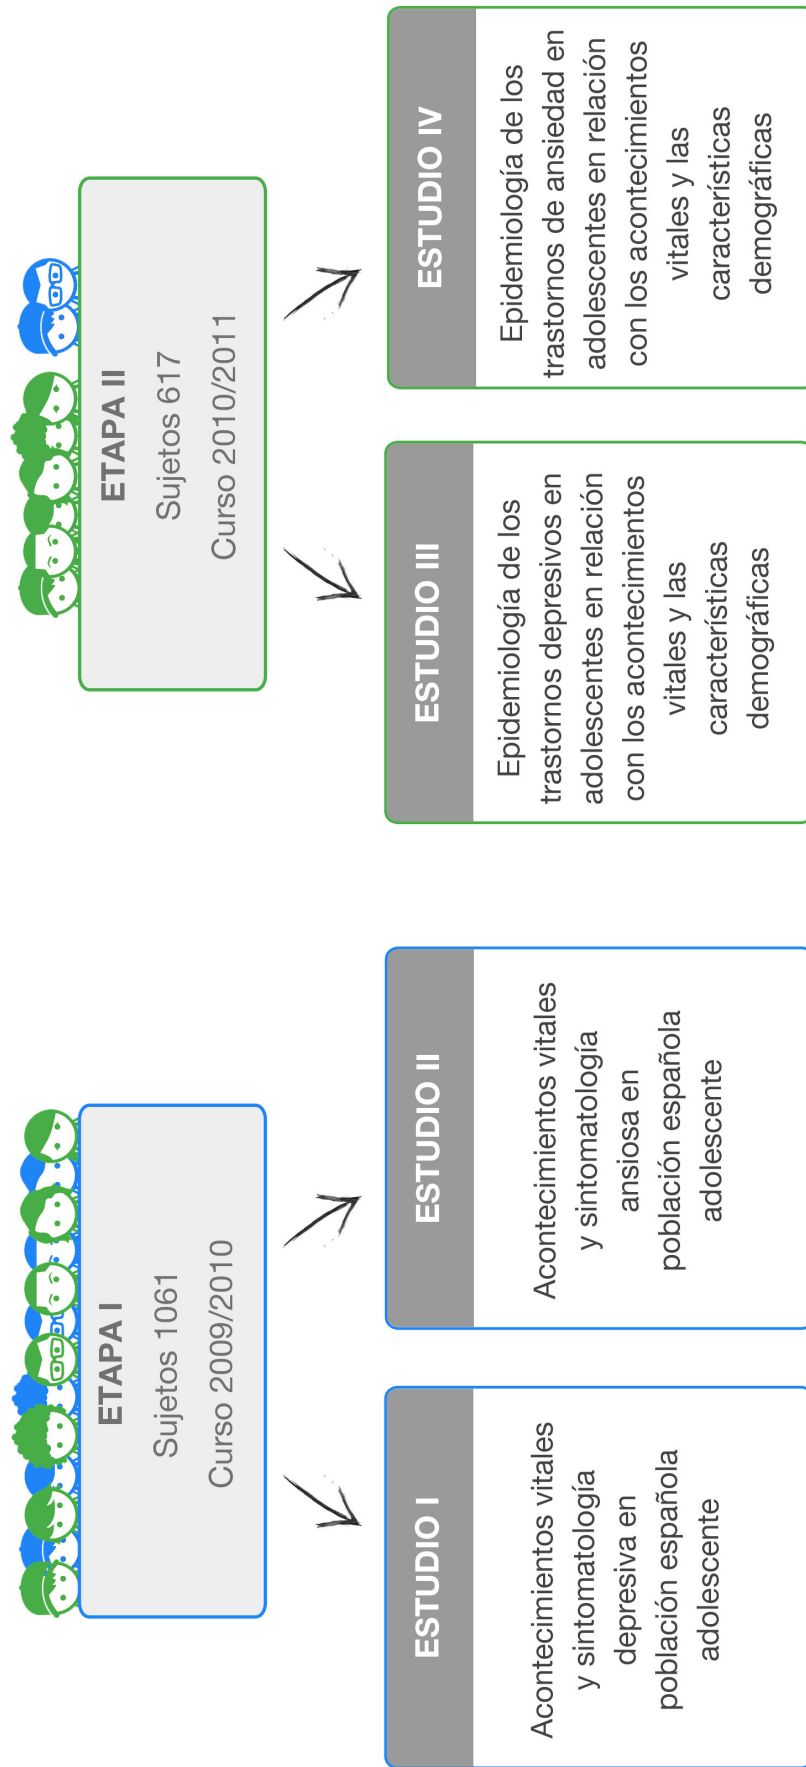 ETAPA I
Sujetos 1061
Curso 2009/2010
ESTUDIO I
Acontecimientos vitales
y sintomatología
depresiva en
población española
adolescente
ESTUDIO II
Acontecimientos vitales
y sintomatología
ansiosa en
población española
adolescente
ETAPA II
Sujetos 617
Curso 2010/2011
ESTUDIO III
Epidemiología de los
trastornos depresivos en
adolescentes en relación
con los acontecimientos
vitales y las
características
demográficas
ESTUDIO IV
Epidemiología de los
trastornos de ansiedad en
adolescentes en relación
con los acontecimientos
vitales y las
características
demográficas